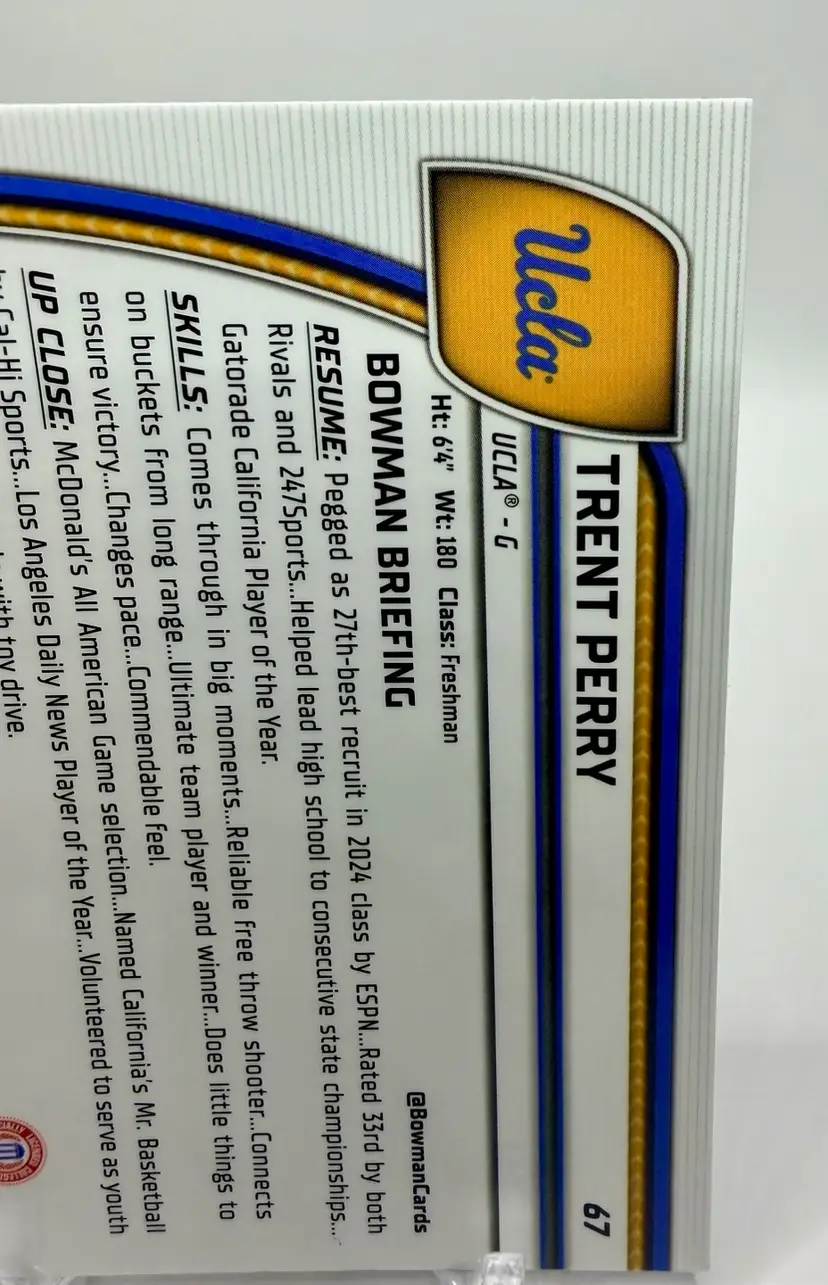 Ucla
TRENT PERRY 67
UCLA® - G
Ht: 6'4" Wt: 180 Class: Freshman @BowmanCards
BOWMAN BRIEFING
RESUME: Pegged as 27th-best recruit in 2024 class by ESPN...Rated 33rd by both
Rivals and 247Sports...Helped lead high school to consecutive state championships...
Gatorade California Player of the Year.
SKILLS: Comes through in big moments...Reliable free throw shooter...Connects
on buckets from long range...Ultimate team player and winner...Does little things to
ensure victory...Changes pace...Commendable feel.
UP CLOSE: McDonald's All American Game selection...Named California's Mr. Basketball
by Cal-Hi Sports...Los Angeles Daily News Player of the Year...Volunteered to serve as youth
with toy drive.